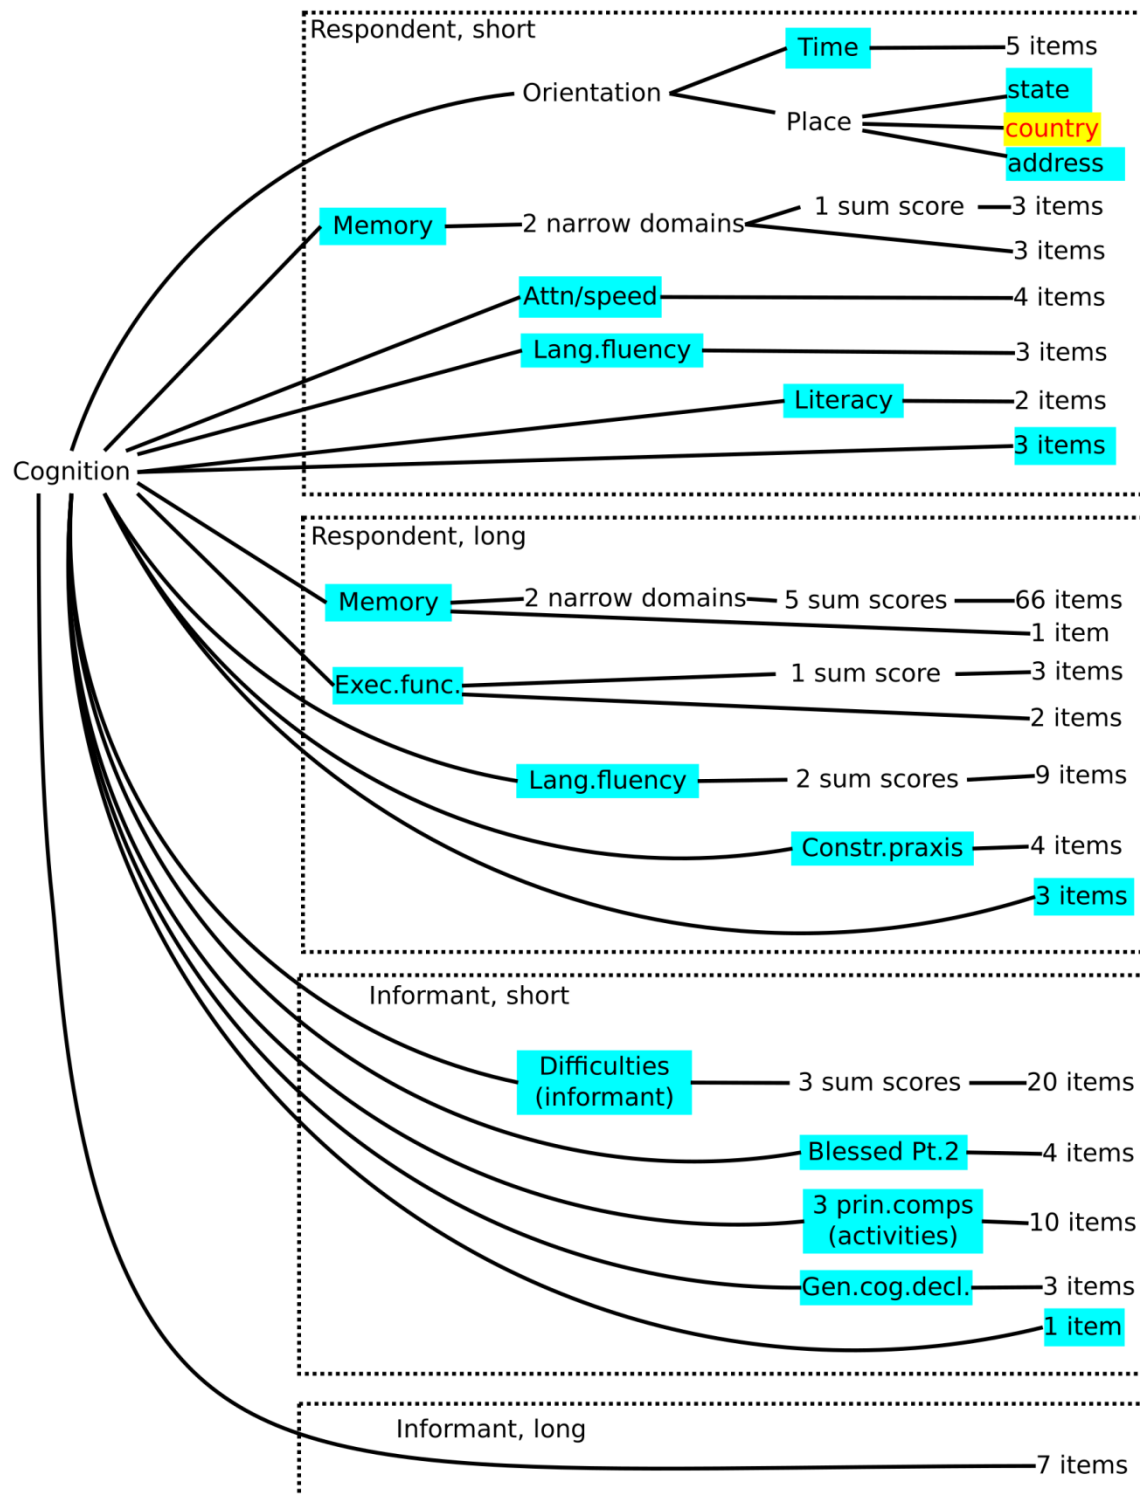 Respondent, short
Time
5 items
Orientation
state
Place
country
address
Memory
2 narrow domains
1 sum score
3 items
3 items
Attn/speed
4 items
Lang.fluency
3 items
Literacy
2 items
3 items
Cognition
Respondent, long
Memory
2 narrow domains
5 sum scores
66 items
1 item
Exec.func.
1 sum score
3 items
2 items
Lang.fluency
2 sum scores
9 items
Constr.praxis
4 items
3 items
Informant, short
Difficulties
(informant)
3 sum scores
20 items
Blessed Pt.2
4 items
3 prin.comps
(activities)
10 items
Gen.cog.decl.
3 items
1 item
Informant, long
7 items